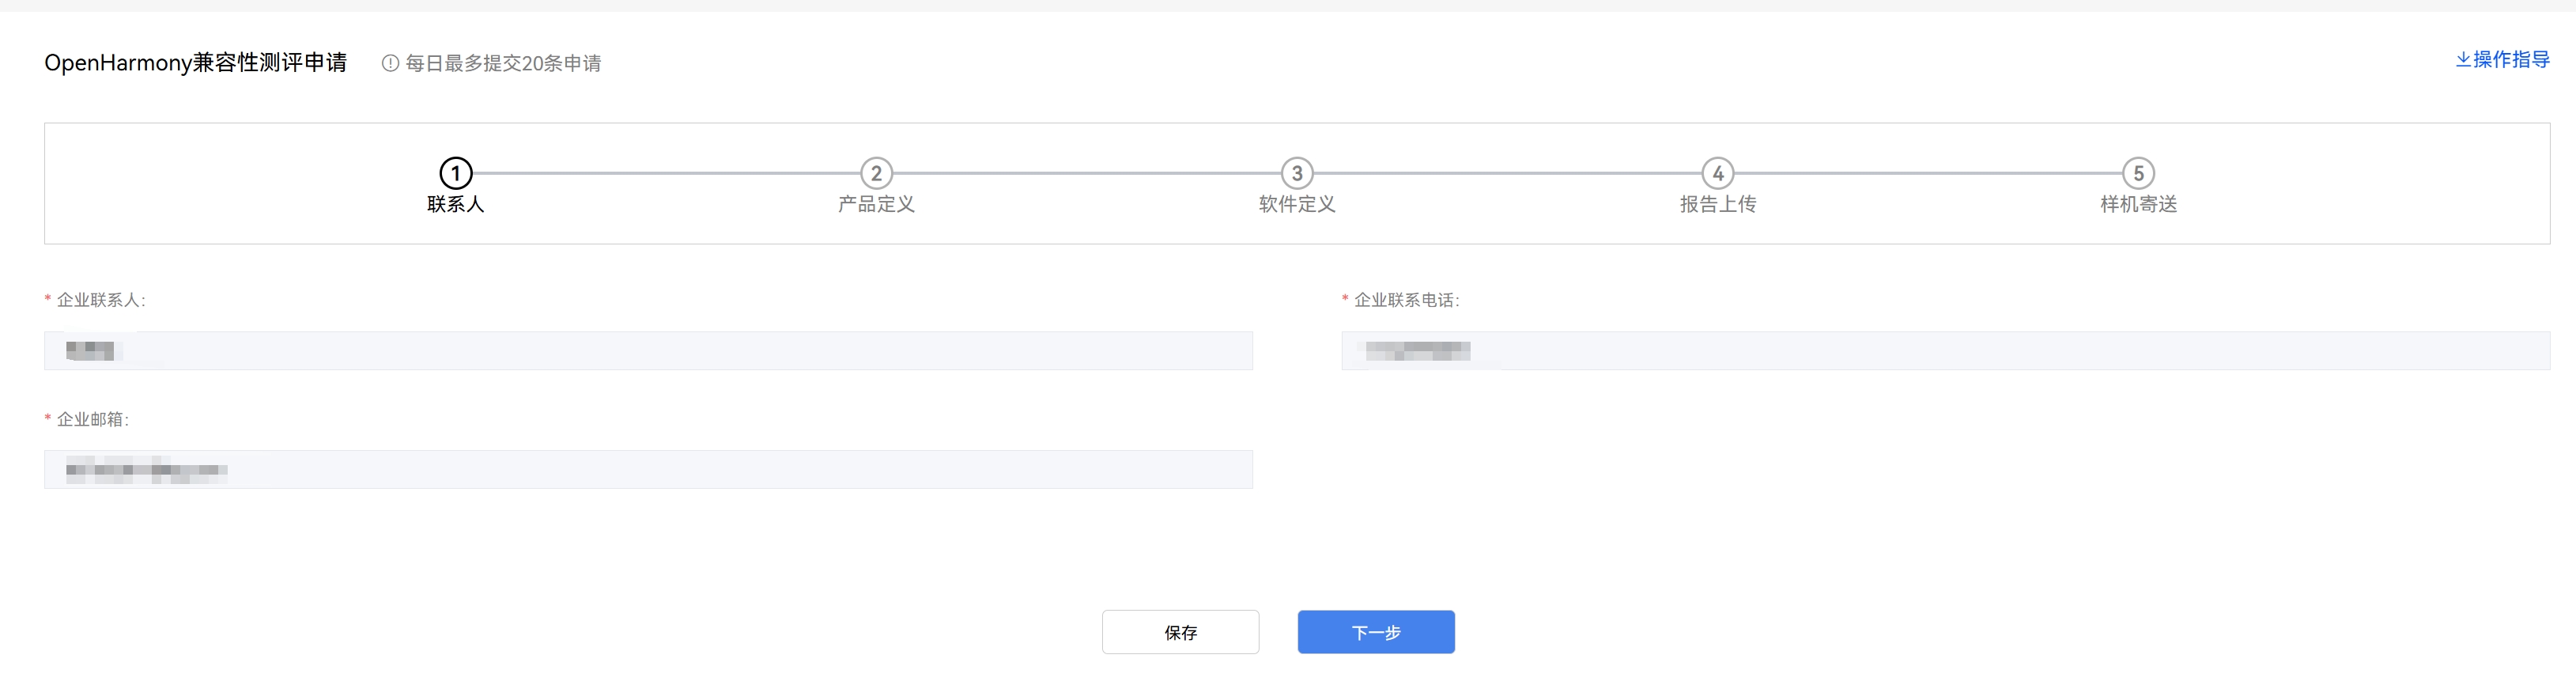 OpenHarmony兼容性测评申请 每日最多提交20条申请 操作指导
1 2 3 4 5
联系人 产品定义 软件定义 报告上传 样机寄送
* 企业联系人: * 企业联系电话:
* 企业邮箱:
保存 下一步